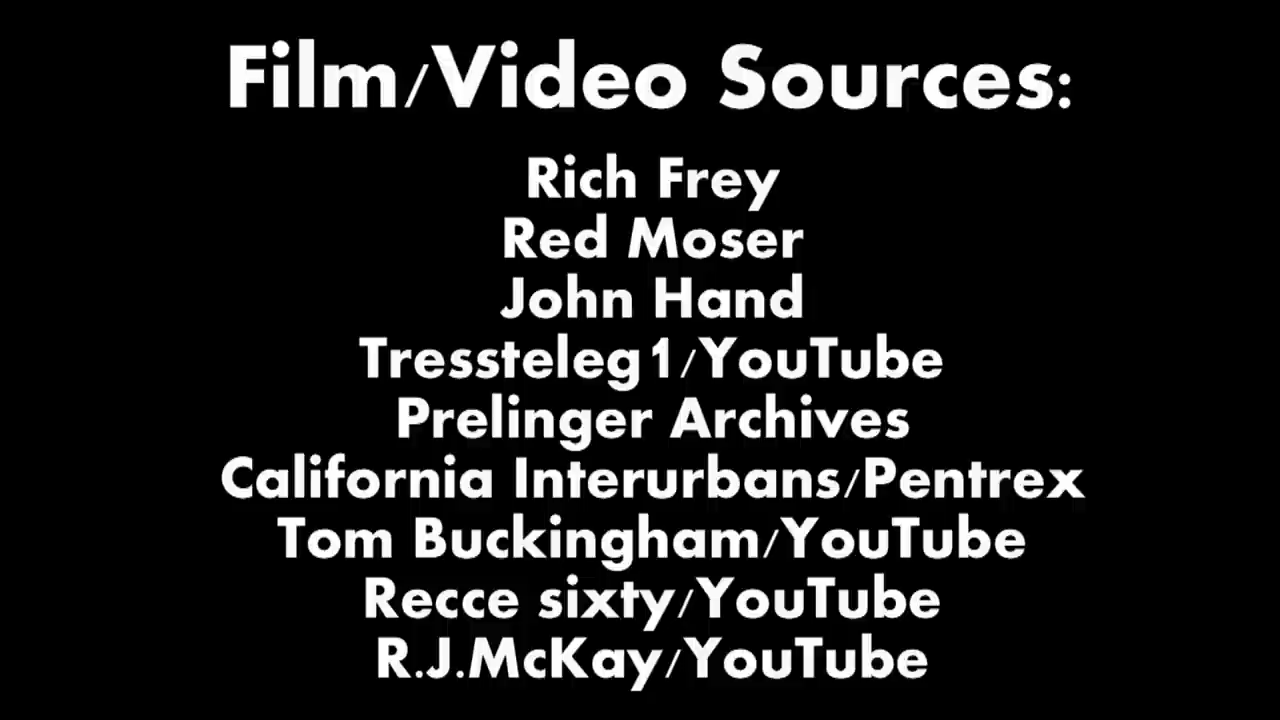 Film/Video Sources:
Rich Frey
Red Moser
John Hand
Tressteleg1/YouTube
Prelinger Archives
California Interurbans/Pentrex
Tom Buckingham/YouTube
Recce sixty/YouTube
R.J.McKay/YouTube